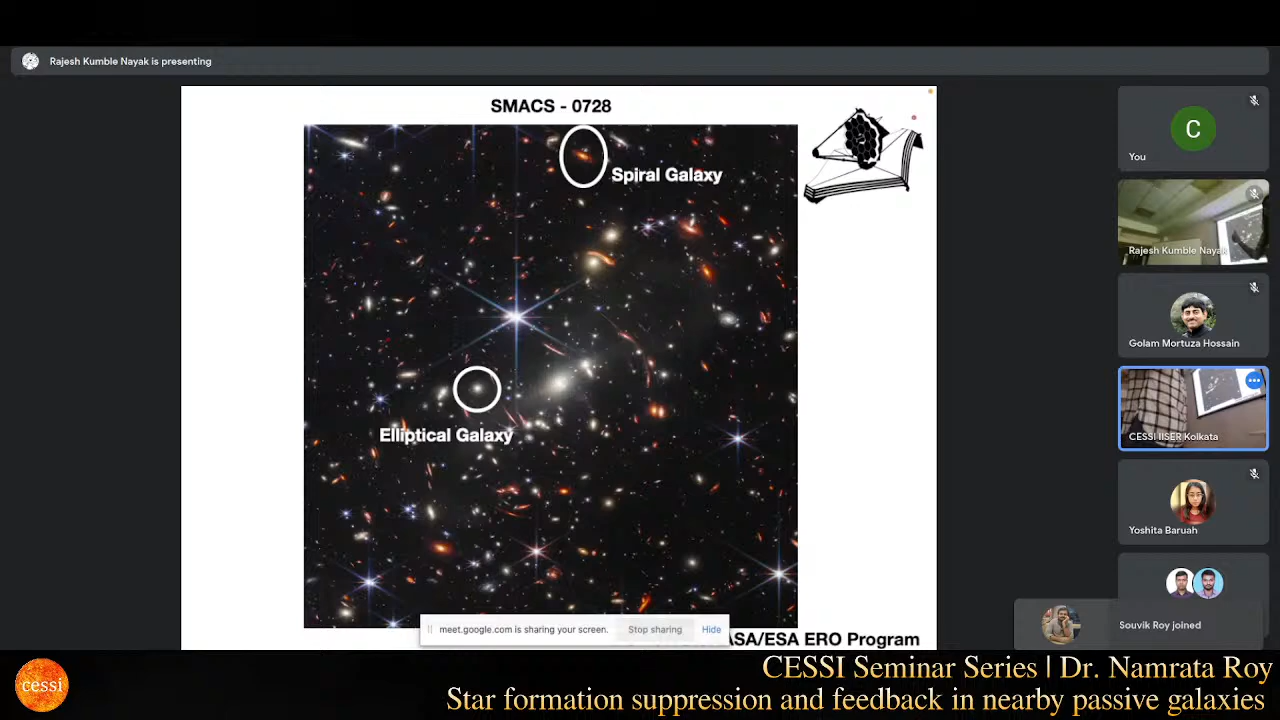 Rajesh Kumble Nayak is presenting
SMACS - 0728
Spiral Galaxy
Elliptical Galaxy
meet.google.com is sharing your screen.
Stop sharing
Hide
ASA/ESA ERO Program
C
You
Rajesh Kumble Nayak
Golam Mortuza Hossain
CESSI IISER Kolkata
Yoshita Baruah
Souvik Roy joined
cessi
CESSI Seminar Series | Dr. Namrata Roy
Star formation suppression and feedback in nearby passive galaxies